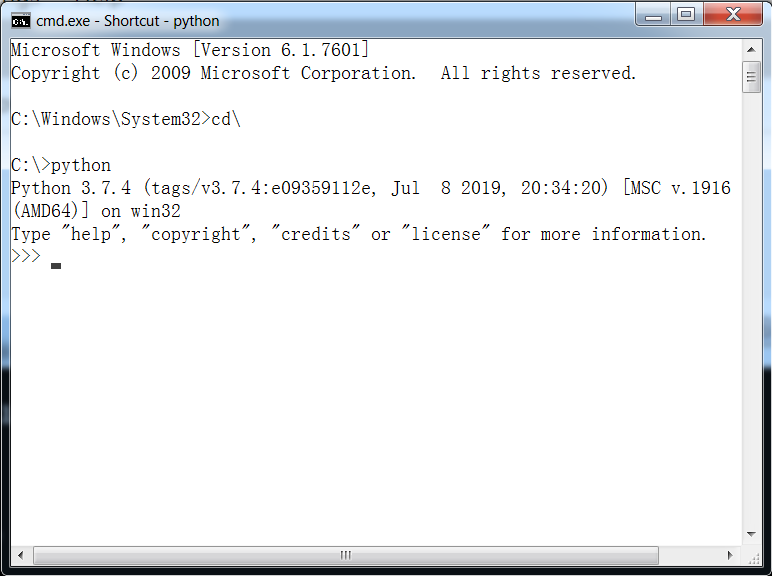 cmd.exe - Shortcut - python
Microsoft Windows [Version 6.1.7601]
Copyright (c) 2009 Microsoft Corporation.  All rights reserved.
C:\Windows\System32>cd\
C:\>python
Python 3.7.4 (tags/v3.7.4:e09359112e, Jul  8 2019, 20:34:20) [MSC v.1916
(AMD64)] on win32
Type "help", "copyright", "credits" or "license" for more information.
>>>